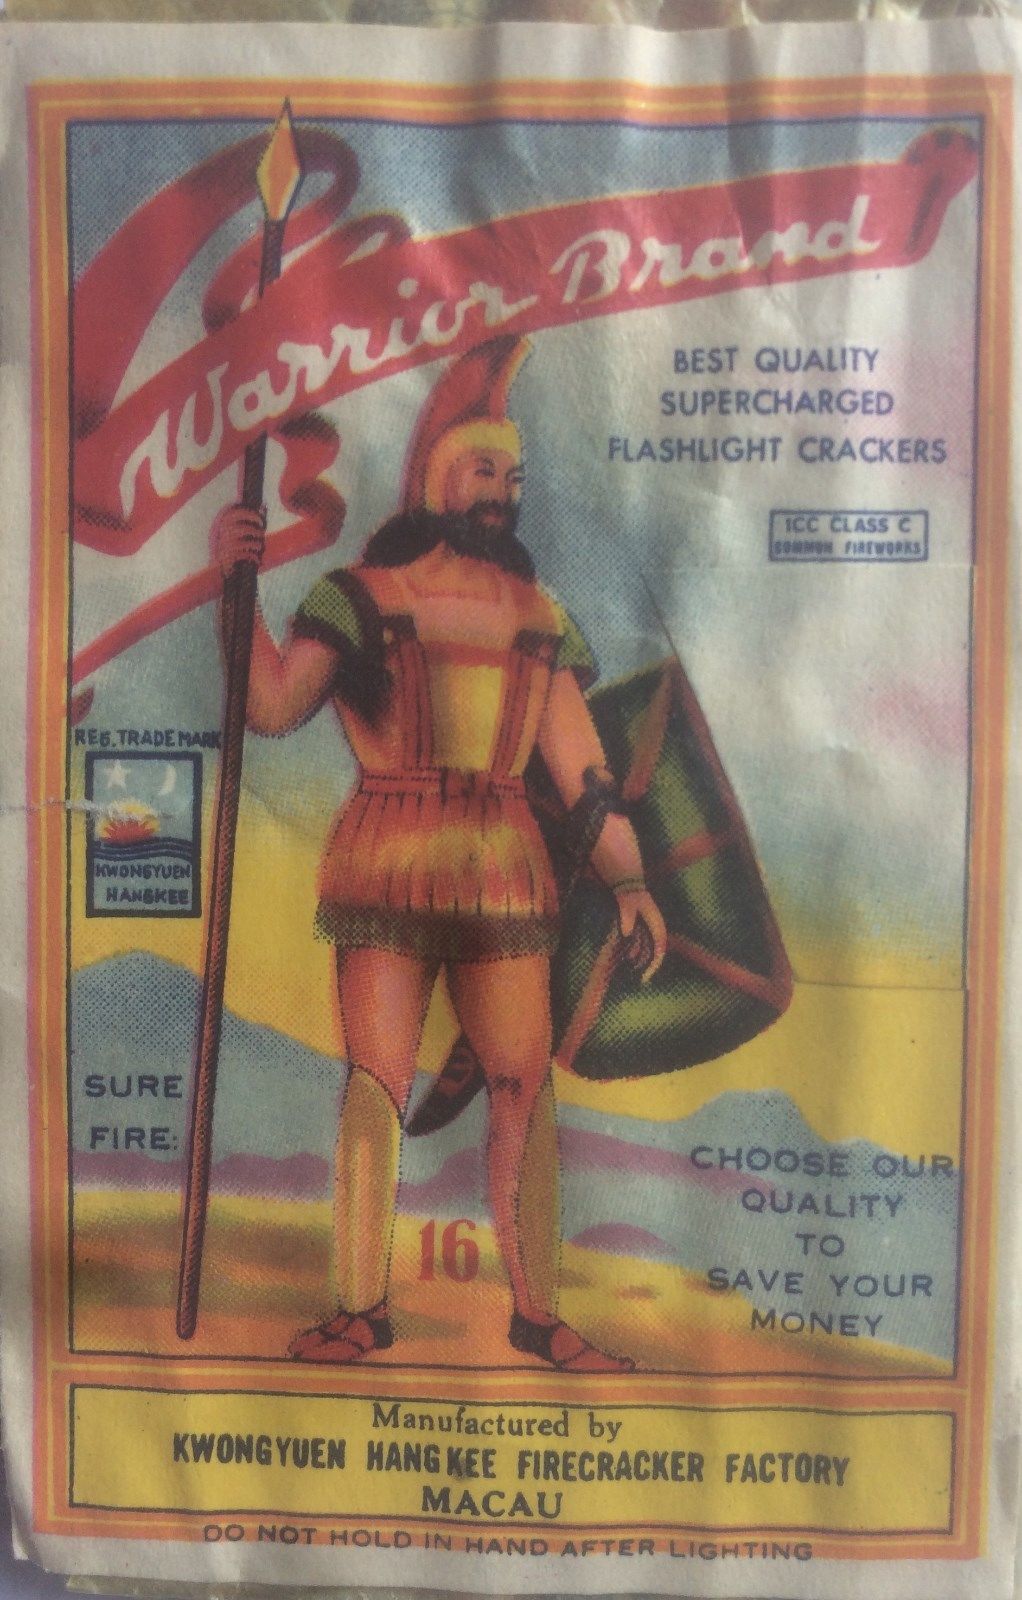 Warrior Brand
BEST QUALITY
SUPERCHARGED
FLASHLIGHT CRACKERS
ICC CLASS C
COMMON FIREWORKS
REG. TRADE MARK
KWONGYUEN
HANGKEE
SURE
FIRE:
16
CHOOSE OUR
QUALITY
TO
SAVE YOUR
MONEY
Manufactured by
KWONGYUEN HANGKEE FIRECRACKER FACTORY
MACAU
DO NOT HOLD IN HAND AFTER LIGHTING